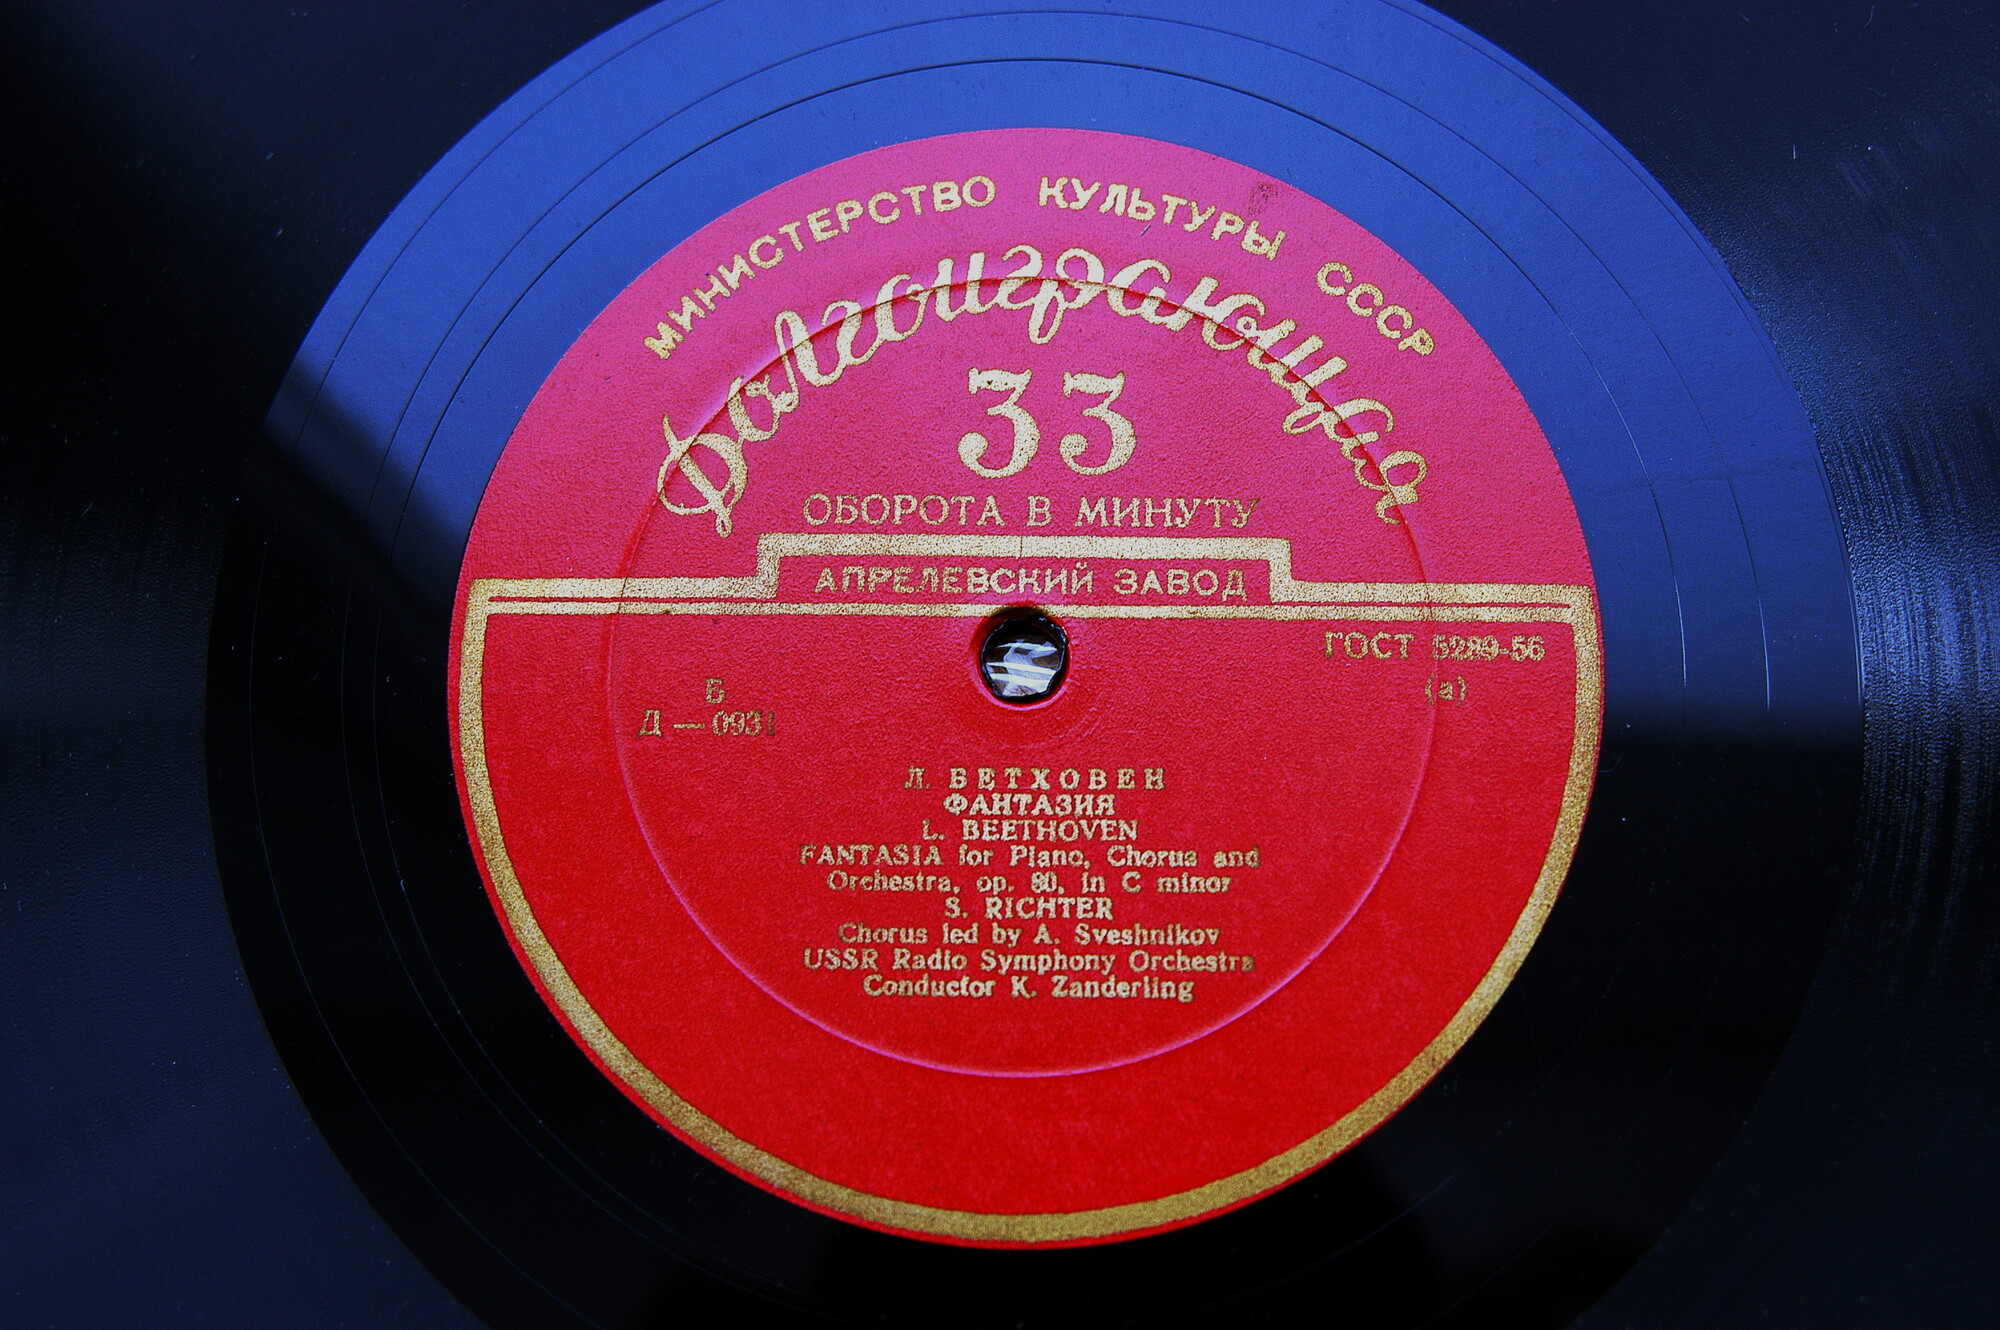 МИНИСТЕРСТВО КУЛЬТУРЫ СССР
Долгоиграющая
33
ОБОРОТА В МИНУТУ
АПРЕЛЕВСКИЙ ЗАВОД
ГОСТ 5289-56
(а)
Б
Д — 0931
Л. БЕТХОВЕН
ФАНТАЗИЯ
L. BEETHOVEN
FANTASIA for Piano, Chorus and
Orchestra, op. 80, in C minor
S. RICHTER
Chorus led by A. Sveshnikov
USSR Radio Symphony Orchestra
Conductor K. Zanderling